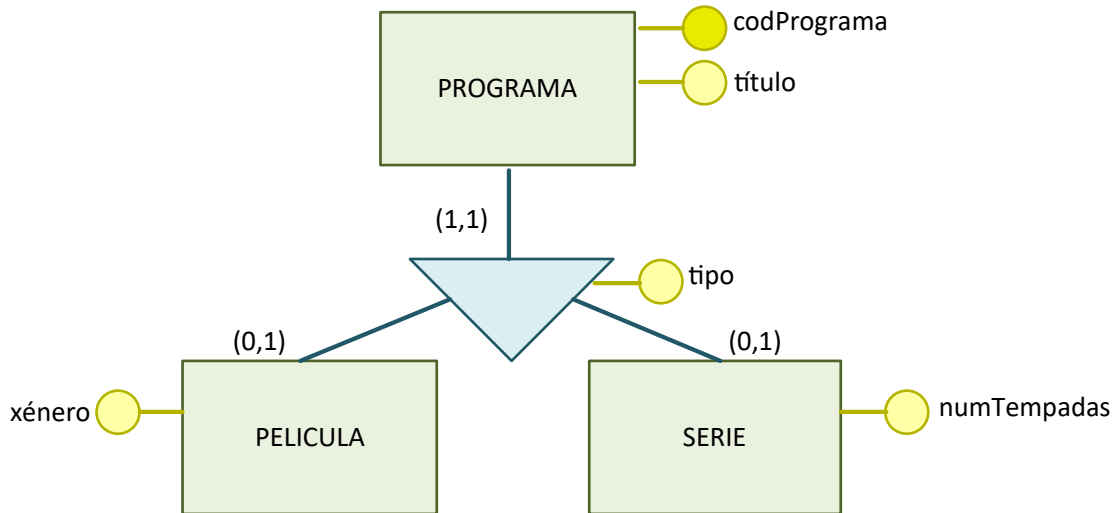 codPrograma
PROGRAMA
título
(1,1)
tipo
(0,1)
(0,1)
xénero
PELICULA
SERIE
numTempadas